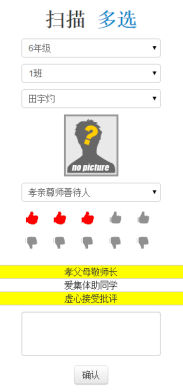 扫描 多选
6年级
1班
田字灼
no picture
孝亲尊师善待人
孝父母敬师长
爱集体助同学
虚心接受批评
确认